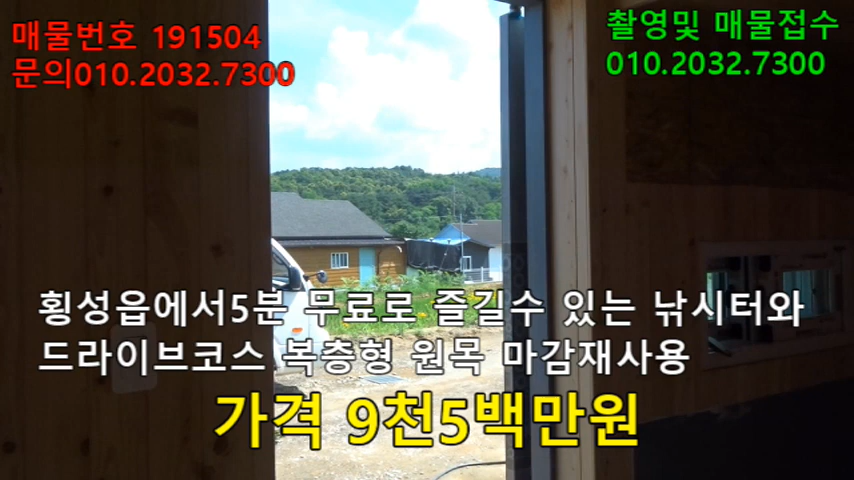 매물번호 191504
문의010.2032.7300
촬영및 매물접수
010.2032.7300
횡성읍에서5분 무료로 즐길수 있는 낚시터와
드라이브코스 복층형 원목 마감재사용
가격 9천5백만원